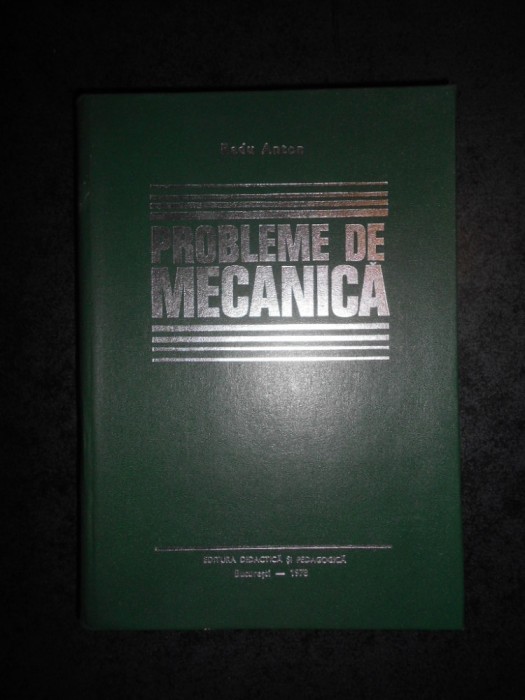 Radu Anton
PROBLEME DE
MECANICĂ
EDITURA DIDACTICĂ ȘI PEDAGOGICĂ
București — 1978